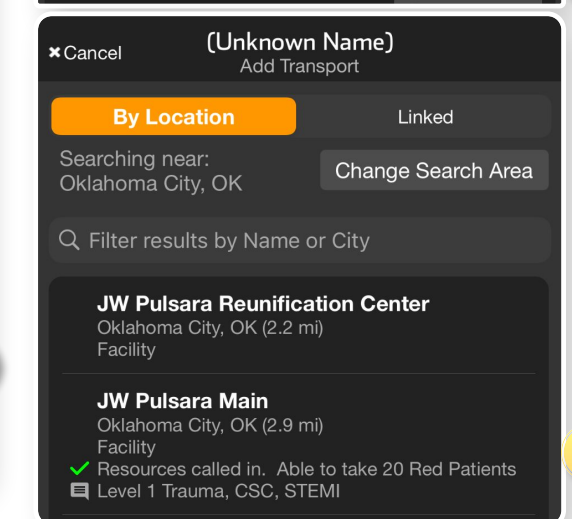 (Unknown Name)
✖ Cancel
Add Transport
By Location
Linked
Searching near:
Oklahoma City, OK
Change Search Area
Filter results by Name or City
JW Pulsara Reunification Center
Oklahoma City, OK (2.2 mi)
Facility
JW Pulsara Main
Oklahoma City, OK (2.9 mi)
Facility
Resources called in.  Able to take 20 Red Patients
Level 1 Trauma, CSC, STEMI